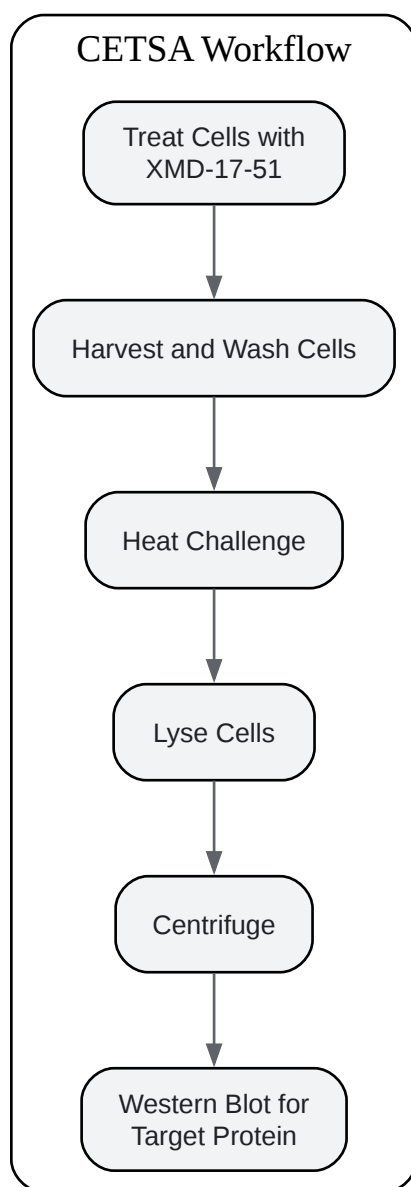 CETSA Workflow
Treat Cells with
XMD-17-51
Harvest and Wash Cells
Heat Challenge
Lyse Cells
Centrifuge
Western Blot for
Target Protein